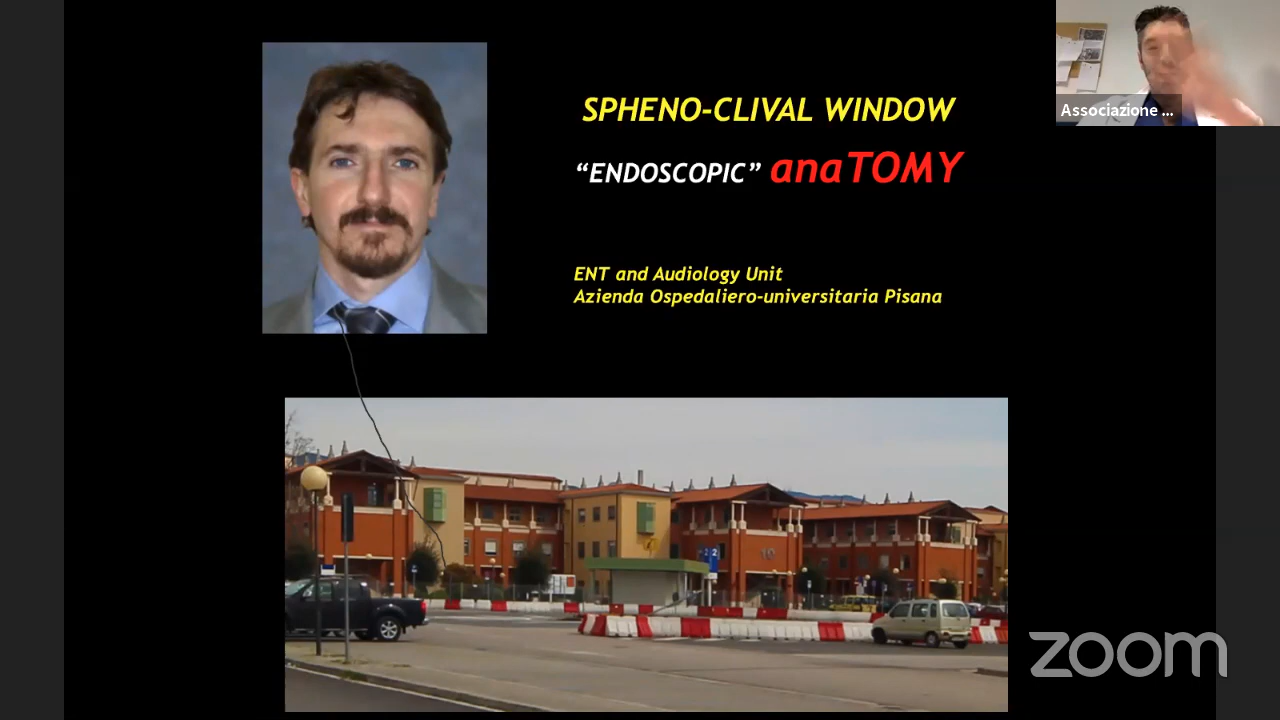 SPHENO-CLIVAL WINDOW
“ENDOSCOPIC” anaTOMY
ENT and Audiology Unit
Azienda Ospedaliero-universitaria Pisana
Associazione ...
zoom